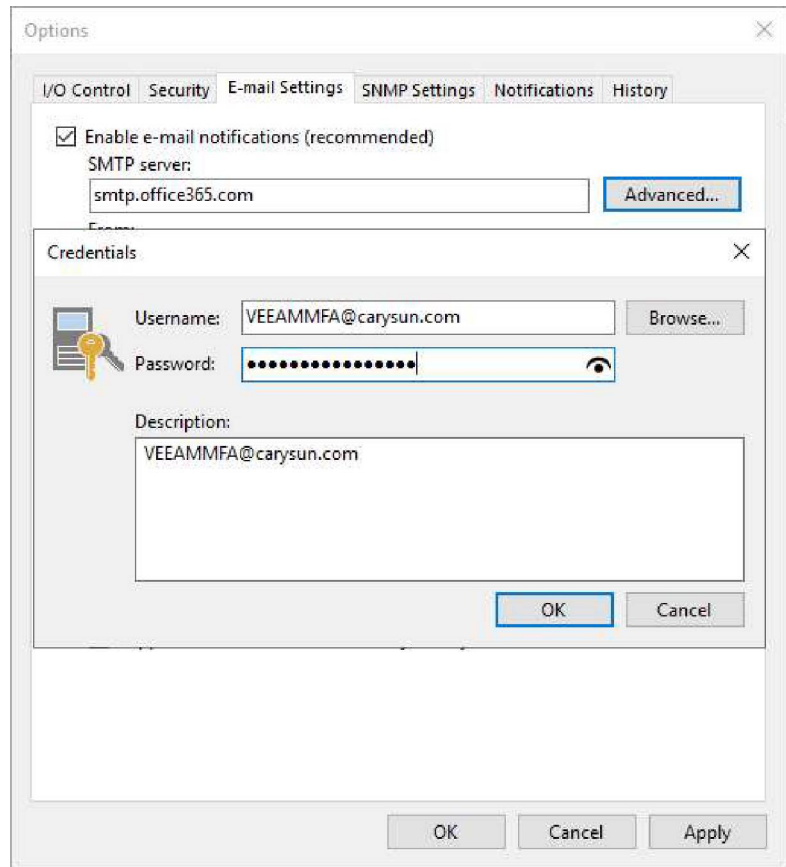 Options
I/O Control Security E-mail Settings SNMP Settings Notifications History
Enable e-mail notifications (recommended)
SMTP server:
smtp.office365.com Advanced...
From:
Credentials
Username: VEEAMMFA@carysun.com Browse...
Password: ●●●●●●●●●●●●●●●●
Description:
VEEAMMFA@carysun.com
OK Cancel
OK Cancel Apply